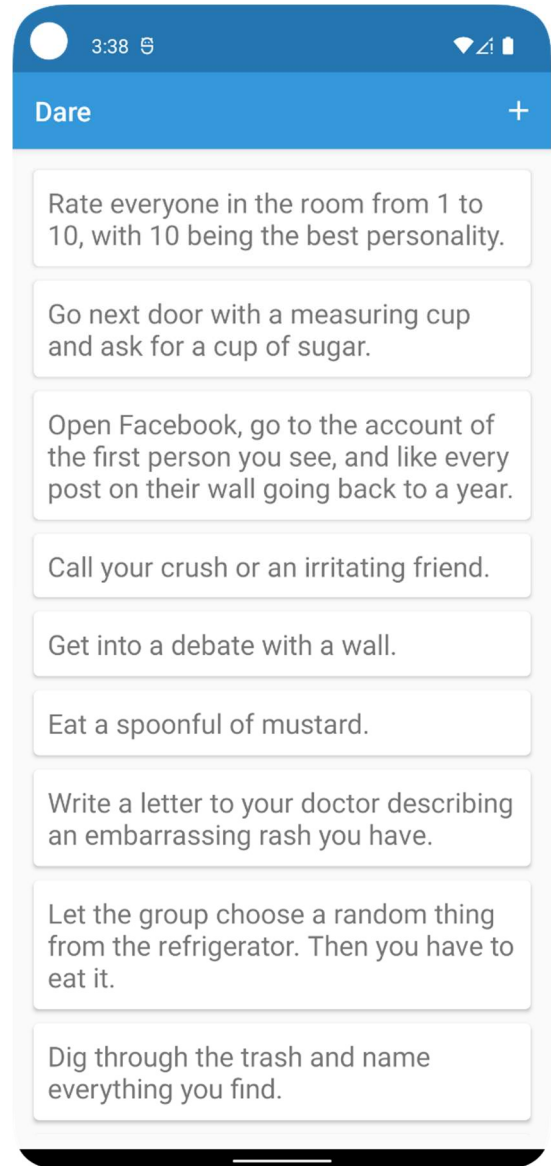 3:38
Dare
+
Rate everyone in the room from 1 to
10, with 10 being the best personality.
Go next door with a measuring cup
and ask for a cup of sugar.
Open Facebook, go to the account of
the first person you see, and like every
post on their wall going back to a year.
Call your crush or an irritating friend.
Get into a debate with a wall.
Eat a spoonful of mustard.
Write a letter to your doctor describing
an embarrassing rash you have.
Let the group choose a random thing
from the refrigerator. Then you have to
eat it.
Dig through the trash and name
everything you find.